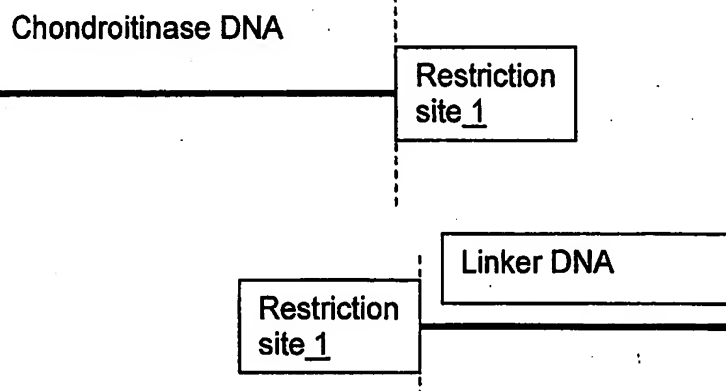 Chondroitinase DNA
Restriction
site 1
Linker DNA
Restriction
site 1